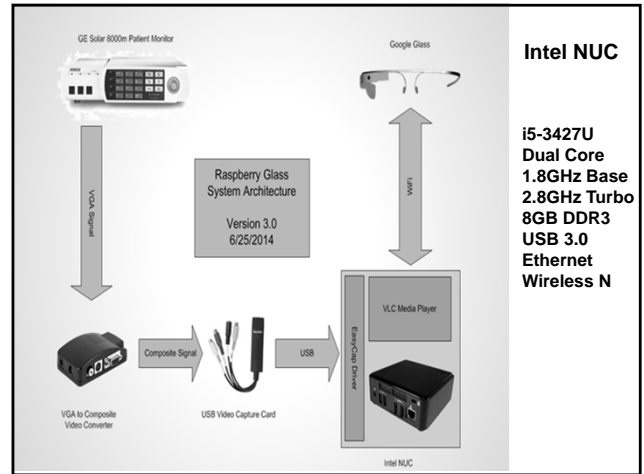 GE Solar 8000m Patient Monitor
Google Glass
Intel NUC
i5-3427U
Dual Core
1.8GHz Base
2.8GHz Turbo
8GB DDR3
USB 3.0
Ethernet
Wireless N
VGA Signal
Raspberry Glass
System Architecture
Version 3.0
6/25/2014
WiFi
VLC Media Player
EasyCap Driver
Composite Signal
USB
VGA to Composite
Video Converter
USB Video Capture Card
Intel NUC